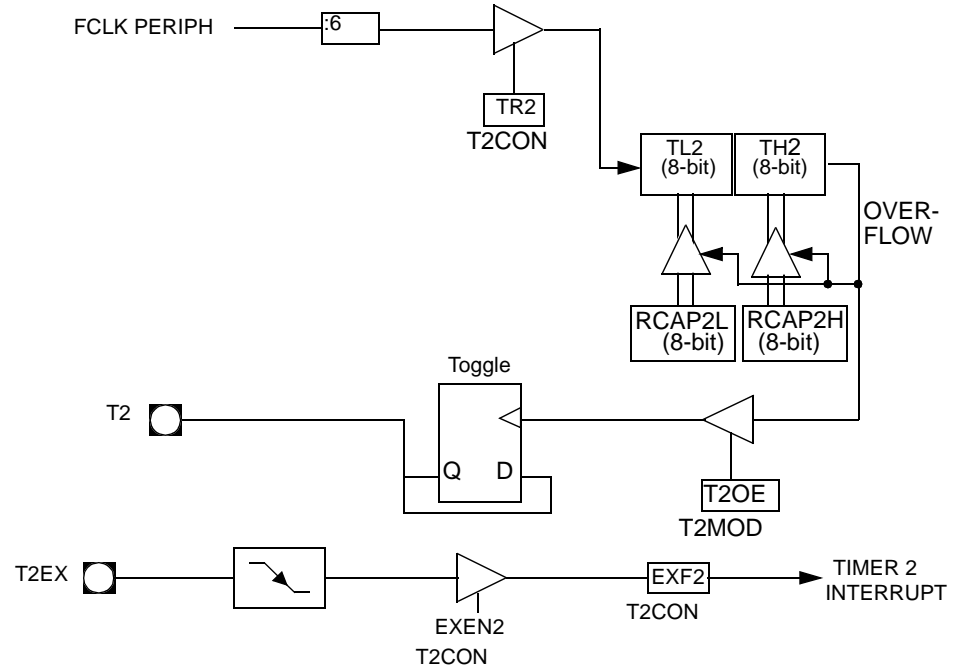 FCLK PERIPH
:6
TR2
T2CON
TL2
(8-bit)
TH2
(8-bit)
OVER-
FLOW
RCAP2L
(8-bit)
RCAP2H
(8-bit)
Toggle
T2
Q
D
T2OE
T2MOD
T2EX
EXEN2
T2CON
EXF2
T2CON
TIMER 2
INTERRUPT